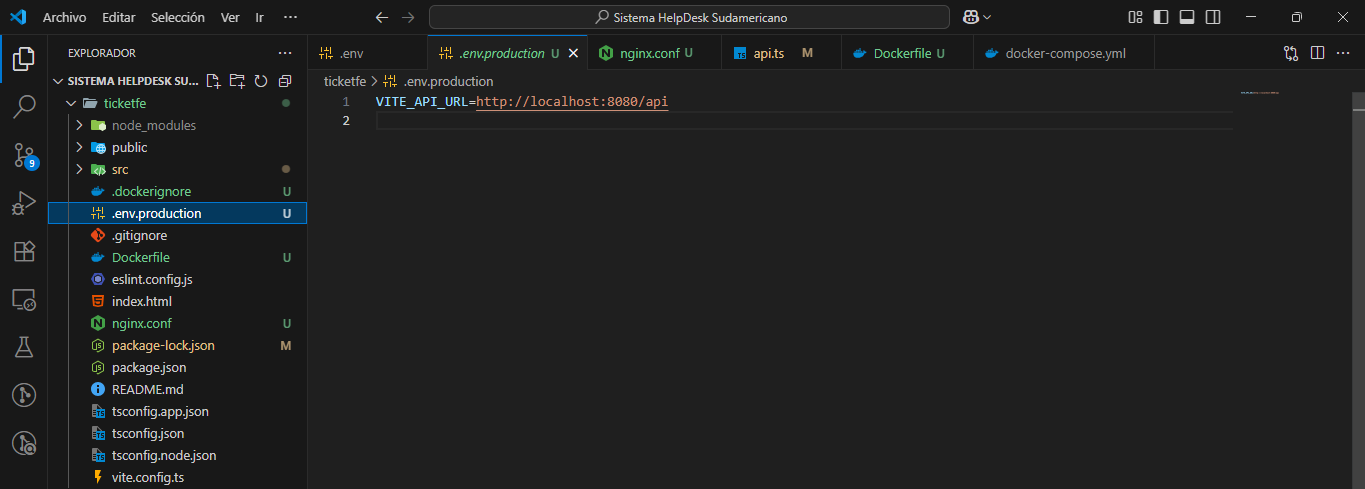 Archivo Editar Selección Ver Ir ··· Sistema HelpDesk Sudamericano
EXPLORADOR ···
.env .env.production U nginx.conf U TS api.ts M Dockerfile U docker-compose.yml ···
SISTEMA HELPDESK SU...
ticketfe > .env.production
ticketfe
1 VITE_API_URL=http://localhost:8080/api
2
node_modules
public
src
9
.dockerignore U
.env.production U
.gitignore
Dockerfile U
eslint.config.js
index.html
nginx.conf U
package-lock.json M
package.json
README.md
tsconfig.app.json
tsconfig.json
tsconfig.node.json
vite.config.ts